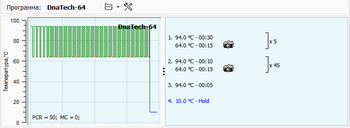 Программа: DnaTech-64
DnaTech-64
Температура,°C
100
80
60
40
20
0
PCR = 50; MC = 0;
1. 94.0 °C - 00:30
64.0 °C - 00:15
x 5
2. 94.0 °C - 00:10
64.0 °C - 00:15
x 45
3. 94.0 °C - 00:05
4. 10.0 °C - Hold